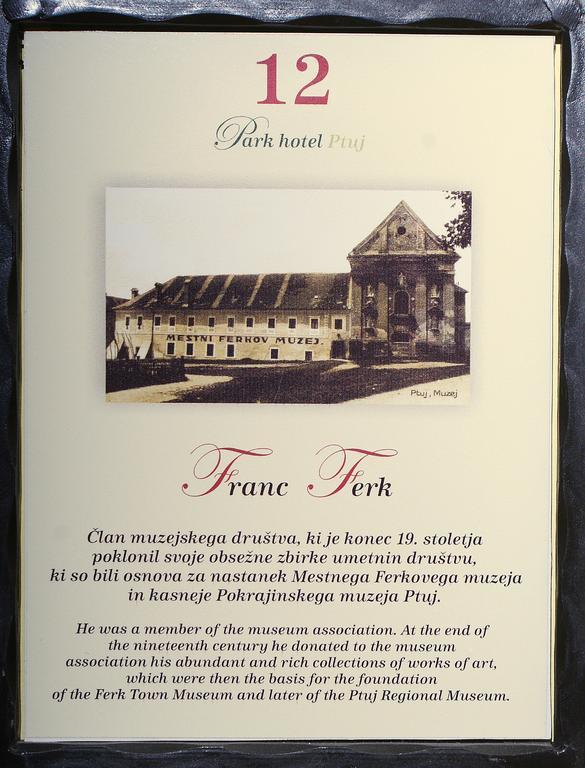 12
Park hotel Ptuj
MESTNI FERKOV MUZEJ.
Ptuj, Muzej
Franc Ferk
Član muzejskega društva, ki je konec 19. stoletja
poklonil svoje obsežne zbirke umetnin društvu,
ki so bili osnova za nastanek Mestnega Ferkovega muzeja
in kasneje Pokrajinskega muzeja Ptuj.
He was a member of the museum association. At the end of
the nineteenth century he donated to the museum
association his abundant and rich collections of works of art,
which were then the basis for the foundation
of the Ferk Town Museum and later of the Ptuj Regional Museum.